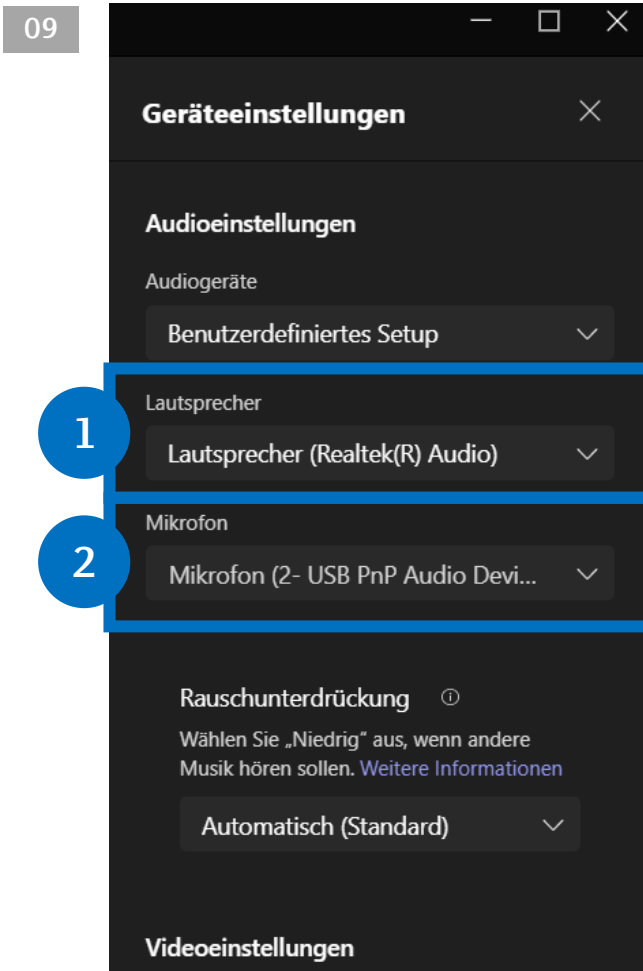 09
Geräteeinstellungen
Audioeinstellungen
Audiogeräte
Benutzerdefiniertes Setup
1
Lautsprecher
Lautsprecher (Realtek(R) Audio)
2
Mikrofon
Mikrofon (2- USB PnP Audio Devi...
Rauschunterdrückung
Wählen Sie „Niedrig“ aus, wenn andere
Musik hören sollen. Weitere Informationen
Automatisch (Standard)
Videoeinstellungen